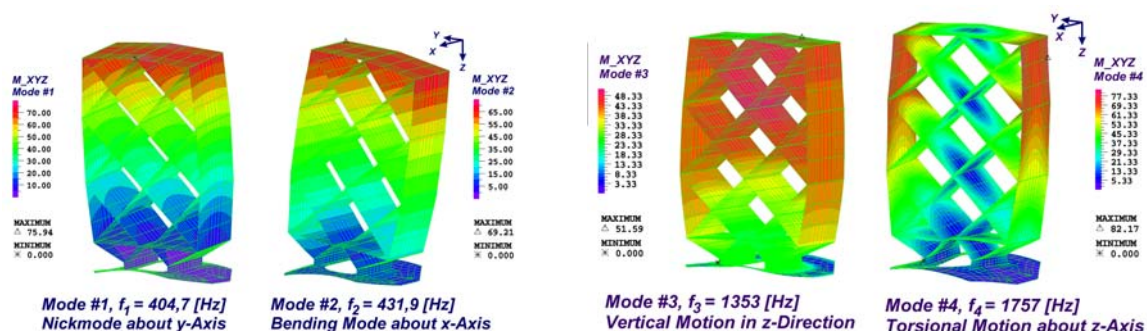 M_XYZ
Mode #1
70.00
60.00
50.00
40.00
30.00
20.00
10.00
MAXIMUM
△ 75.94
MINIMUM
✳ 0.000
Mode #1, f1 = 404,7 [Hz]
Nickmode about y-Axis
Y
X
Z
M_XYZ
Mode #2
65.00
55.00
45.00
35.00
25.00
15.00
5.00
MAXIMUM
△ 69.21
MINIMUM
✳ 0.000
Mode #2, f2 = 431,9 [Hz]
Bending Mode about x-Axis
M_XYZ
Mode #3
48.33
43.33
38.33
33.33
28.33
23.33
18.33
13.33
8.33
3.33
MAXIMUM
△ 51.59
MINIMUM
✳ 0.000
Mode #3, f3 = 1353 [Hz]
Vertical Motion in z-Direction
Y
X
Z
M_XYZ
Mode #4
77.33
69.33
61.33
53.33
45.33
37.33
29.33
21.33
13.33
5.33
MAXIMUM
△ 82.17
MINIMUM
✳ 0.000
Mode #4, f4 = 1757 [Hz]
Torsional Motion about z-Axis